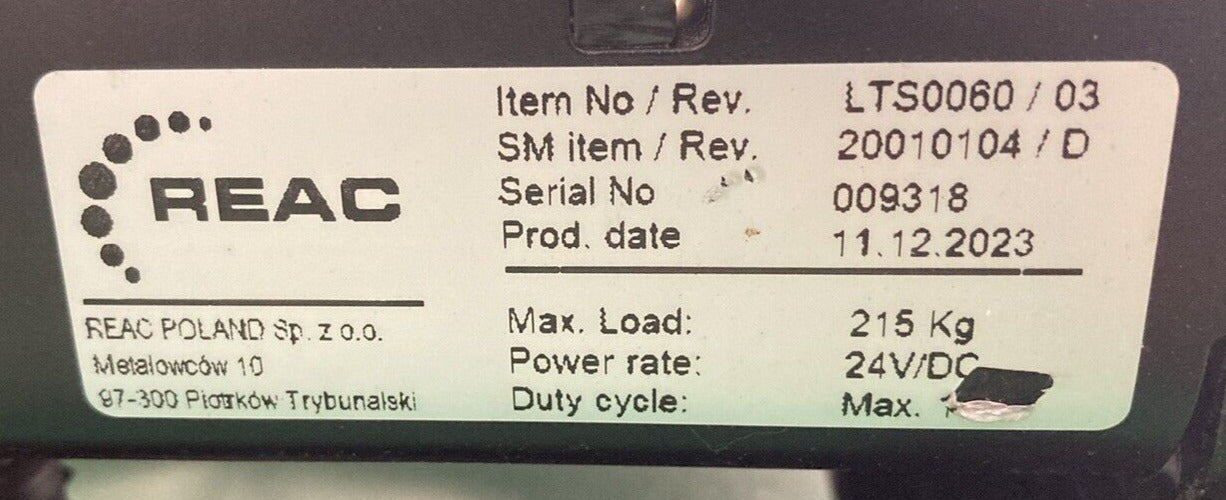 REAC
REAC POLAND Sp. z o.o.
Metalowców 10
97-300 Piotrków Trybunalski
Item No / Rev. LTS0060 / 03
SM item / Rev. 20010104 / D
Serial No 009318
Prod. date 11.12.2023
Max. Load: 215 Kg
Power rate: 24V/DC
Duty cycle: Max.